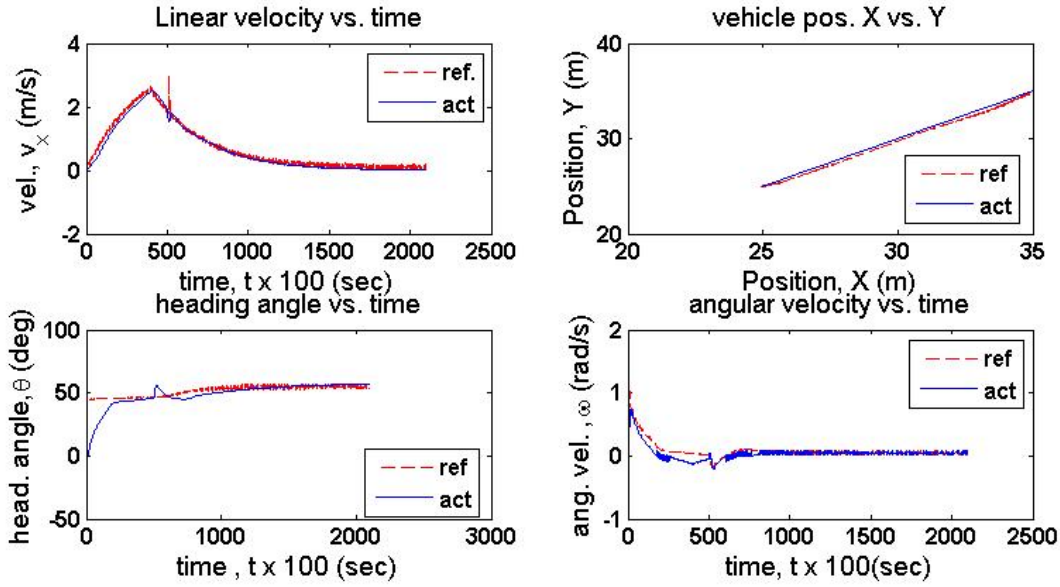 Linear velocity vs. time
4
2
0
-2
vel., vx (m/s)
ref.
act
0 500 1000 1500 2000 2500
time, t x 100 (sec)
vehicle pos. X vs. Y
40
35
30
25
20
Position, Y (m)
ref
act
20 25 30 35
Position, X (m)
heading angle vs. time
100
50
0
-50
head. angle, θ (deg)
ref
act
0 1000 2000 3000
time , t x 100 (sec)
angular velocity vs. time
2
1
0
-1
ang. vel. , ω (rad/s)
ref
act
0 500 1000 1500 2000 2500
time, t x 100(sec)